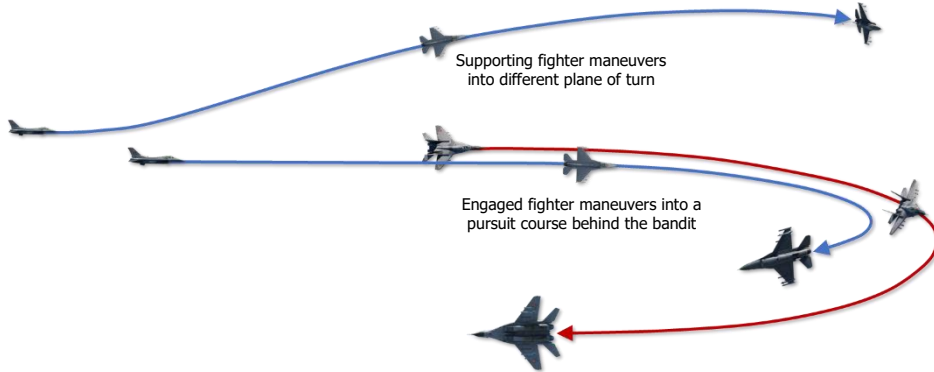 Supporting fighter maneuvers
into different plane of turn
Engaged fighter maneuvers into a
pursuit course behind the bandit